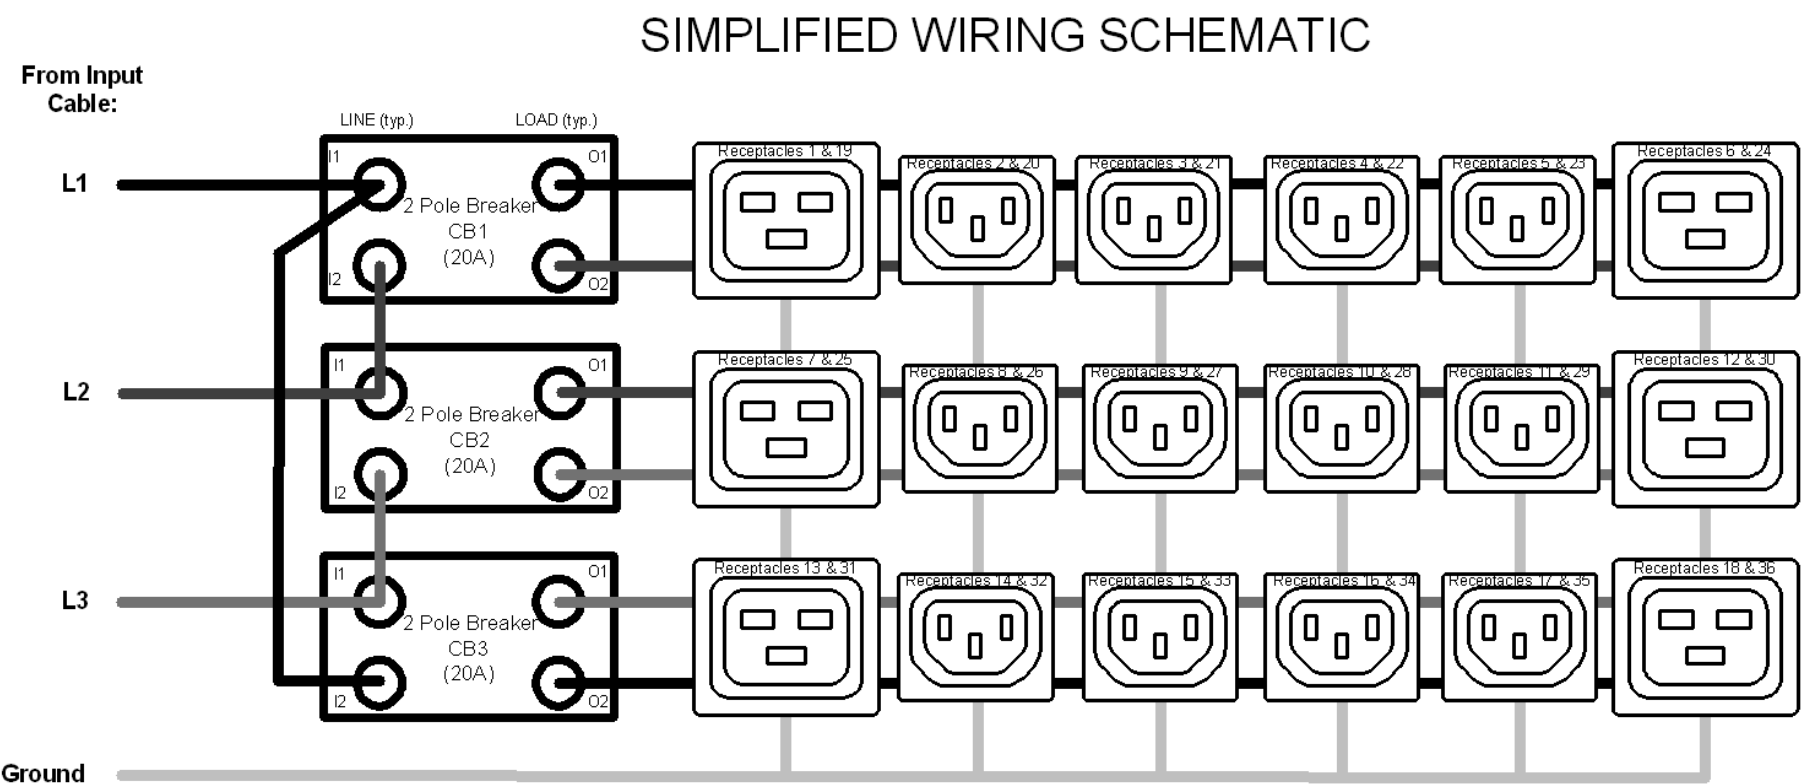 SIMPLIFIED WIRING SCHEMATIC
From Input
Cable:
LINE (typ.)
LOAD (typ.)
L1
I1
O1
2 Pole Breaker
CB1
(20A)
I2
O2
Receptacles 1 & 19
Receptacles 2 & 20
Receptacles 3 & 21
Receptacles 4 & 22
Receptacles 5 & 23
Receptacles 6 & 24
L2
I1
O1
2 Pole Breaker
CB2
(20A)
I2
O2
Receptacles 7 & 25
Receptacles 8 & 26
Receptacles 9 & 27
Receptacles 10 & 28
Receptacles 11 & 29
Receptacles 12 & 30
L3
I1
O1
2 Pole Breaker
CB3
(20A)
I2
O2
Receptacles 13 & 31
Receptacles 14 & 32
Receptacles 15 & 33
Receptacles 16 & 34
Receptacles 17 & 35
Receptacles 18 & 36
Ground